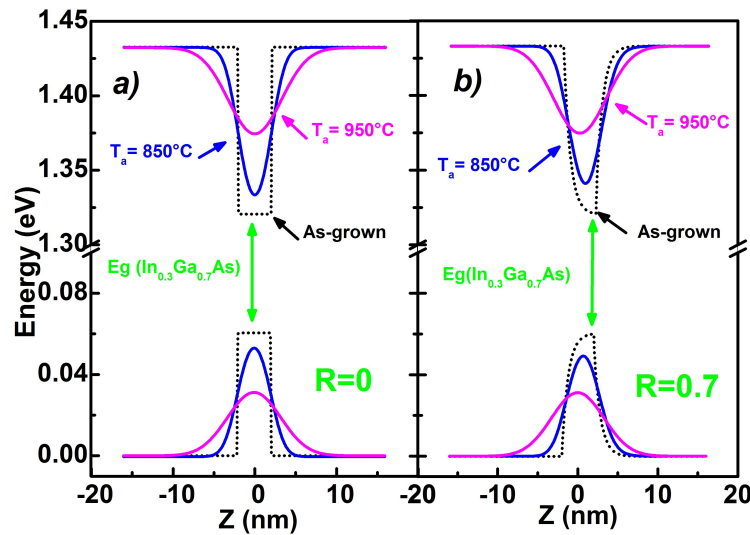 1.45
1.40
1.35
1.30
0.08
0.04
0.00
Energy (eV)
a)
Ta= 950°C
Ta= 850°C
As-grown
Eg (In0.3Ga0.7As)
R=0
-20 -10 0 10
Z (nm)
b)
Ta= 950°C
Ta= 850°C
As-grown
Eg(In0.3Ga0.7As)
R=0.7
-20 -10 0 10 20
Z (nm)